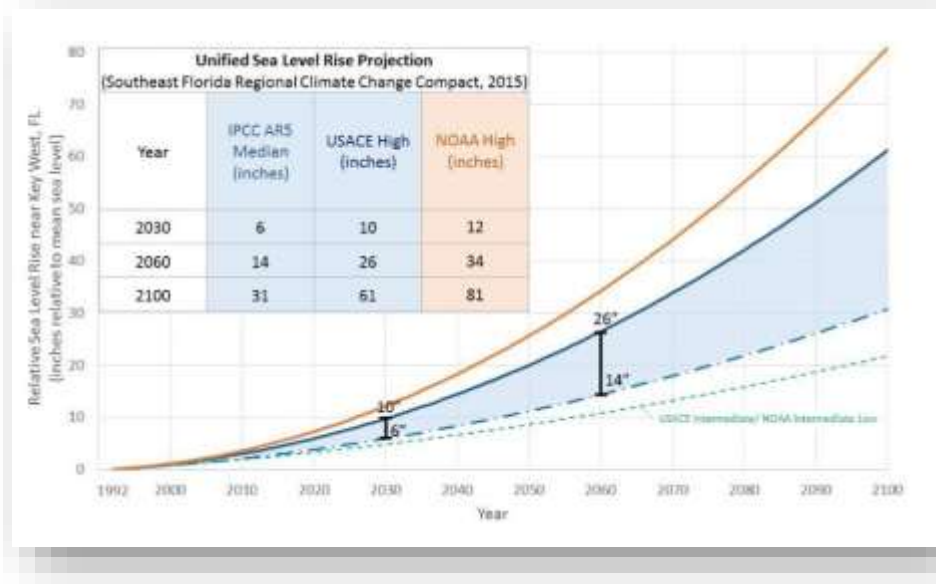 Unified Sea Level Rise Projection
(Southeast Florida Regional Climate Change Compact, 2015)
Year
IPCC AR5
Median
(inches)
USACE High
(inches)
NOAA High
(inches)
2030 6 10 12
2060 14 26 34
2100 31 61 81
Relative Sea Level Rise near Key West, FL
(inches relative to mean sea level)
80
70
60
50
40
30
20
10
0
10"
6"
26"
14"
USACE Intermediate/ NOAA Intermediate Low
1992 2000 2010 2020 2030 2040 2050 2060 2070 2080 2090 2100
Year